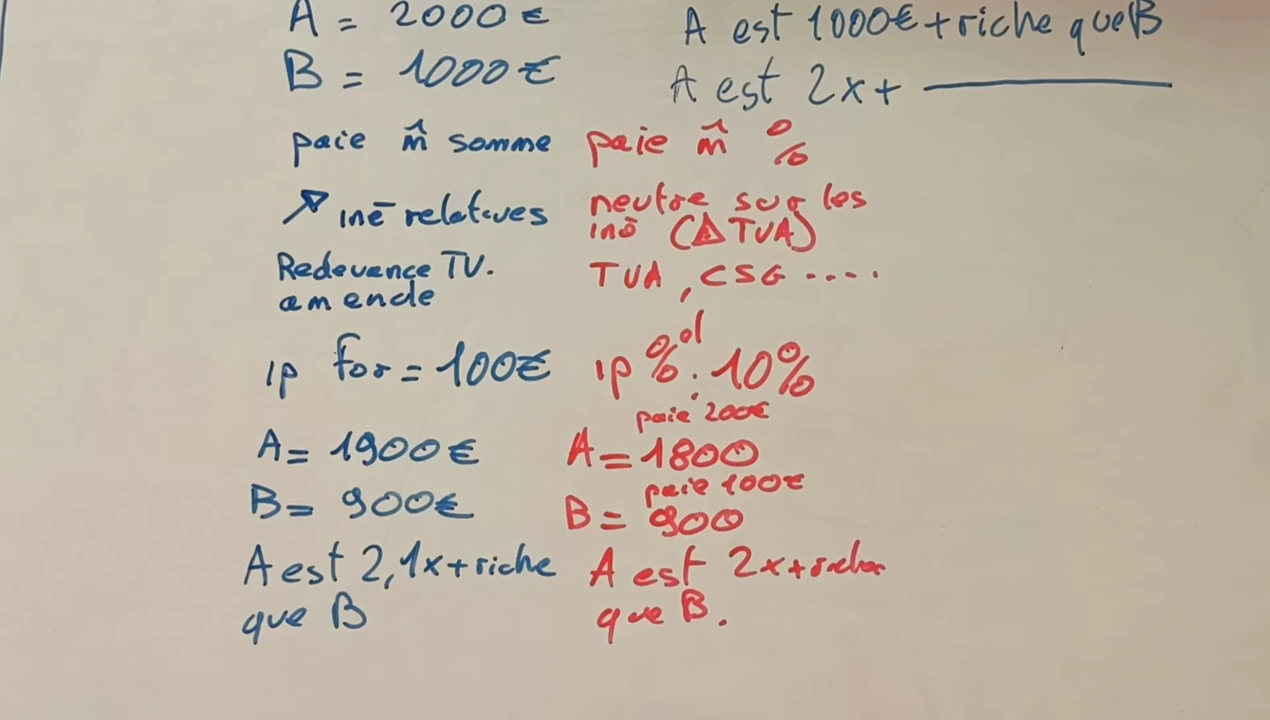 A = 2000€
B = 1000€
A est 1000€ + riche que B
A est 2x +
paie m̂ somme
↗ inē relatives
Redevance TV.
amende
ip for = 100€
A = 1900€
B = 900€
A est 2,1x + riche
que B
paie m̂ %
neutre sur les
inē (⚠ TVA)
TVA, CSG ....
ip %ol : 10%
paie 200€
A = 1800
paie 100€
B = 900
A est 2x + riche
que B.